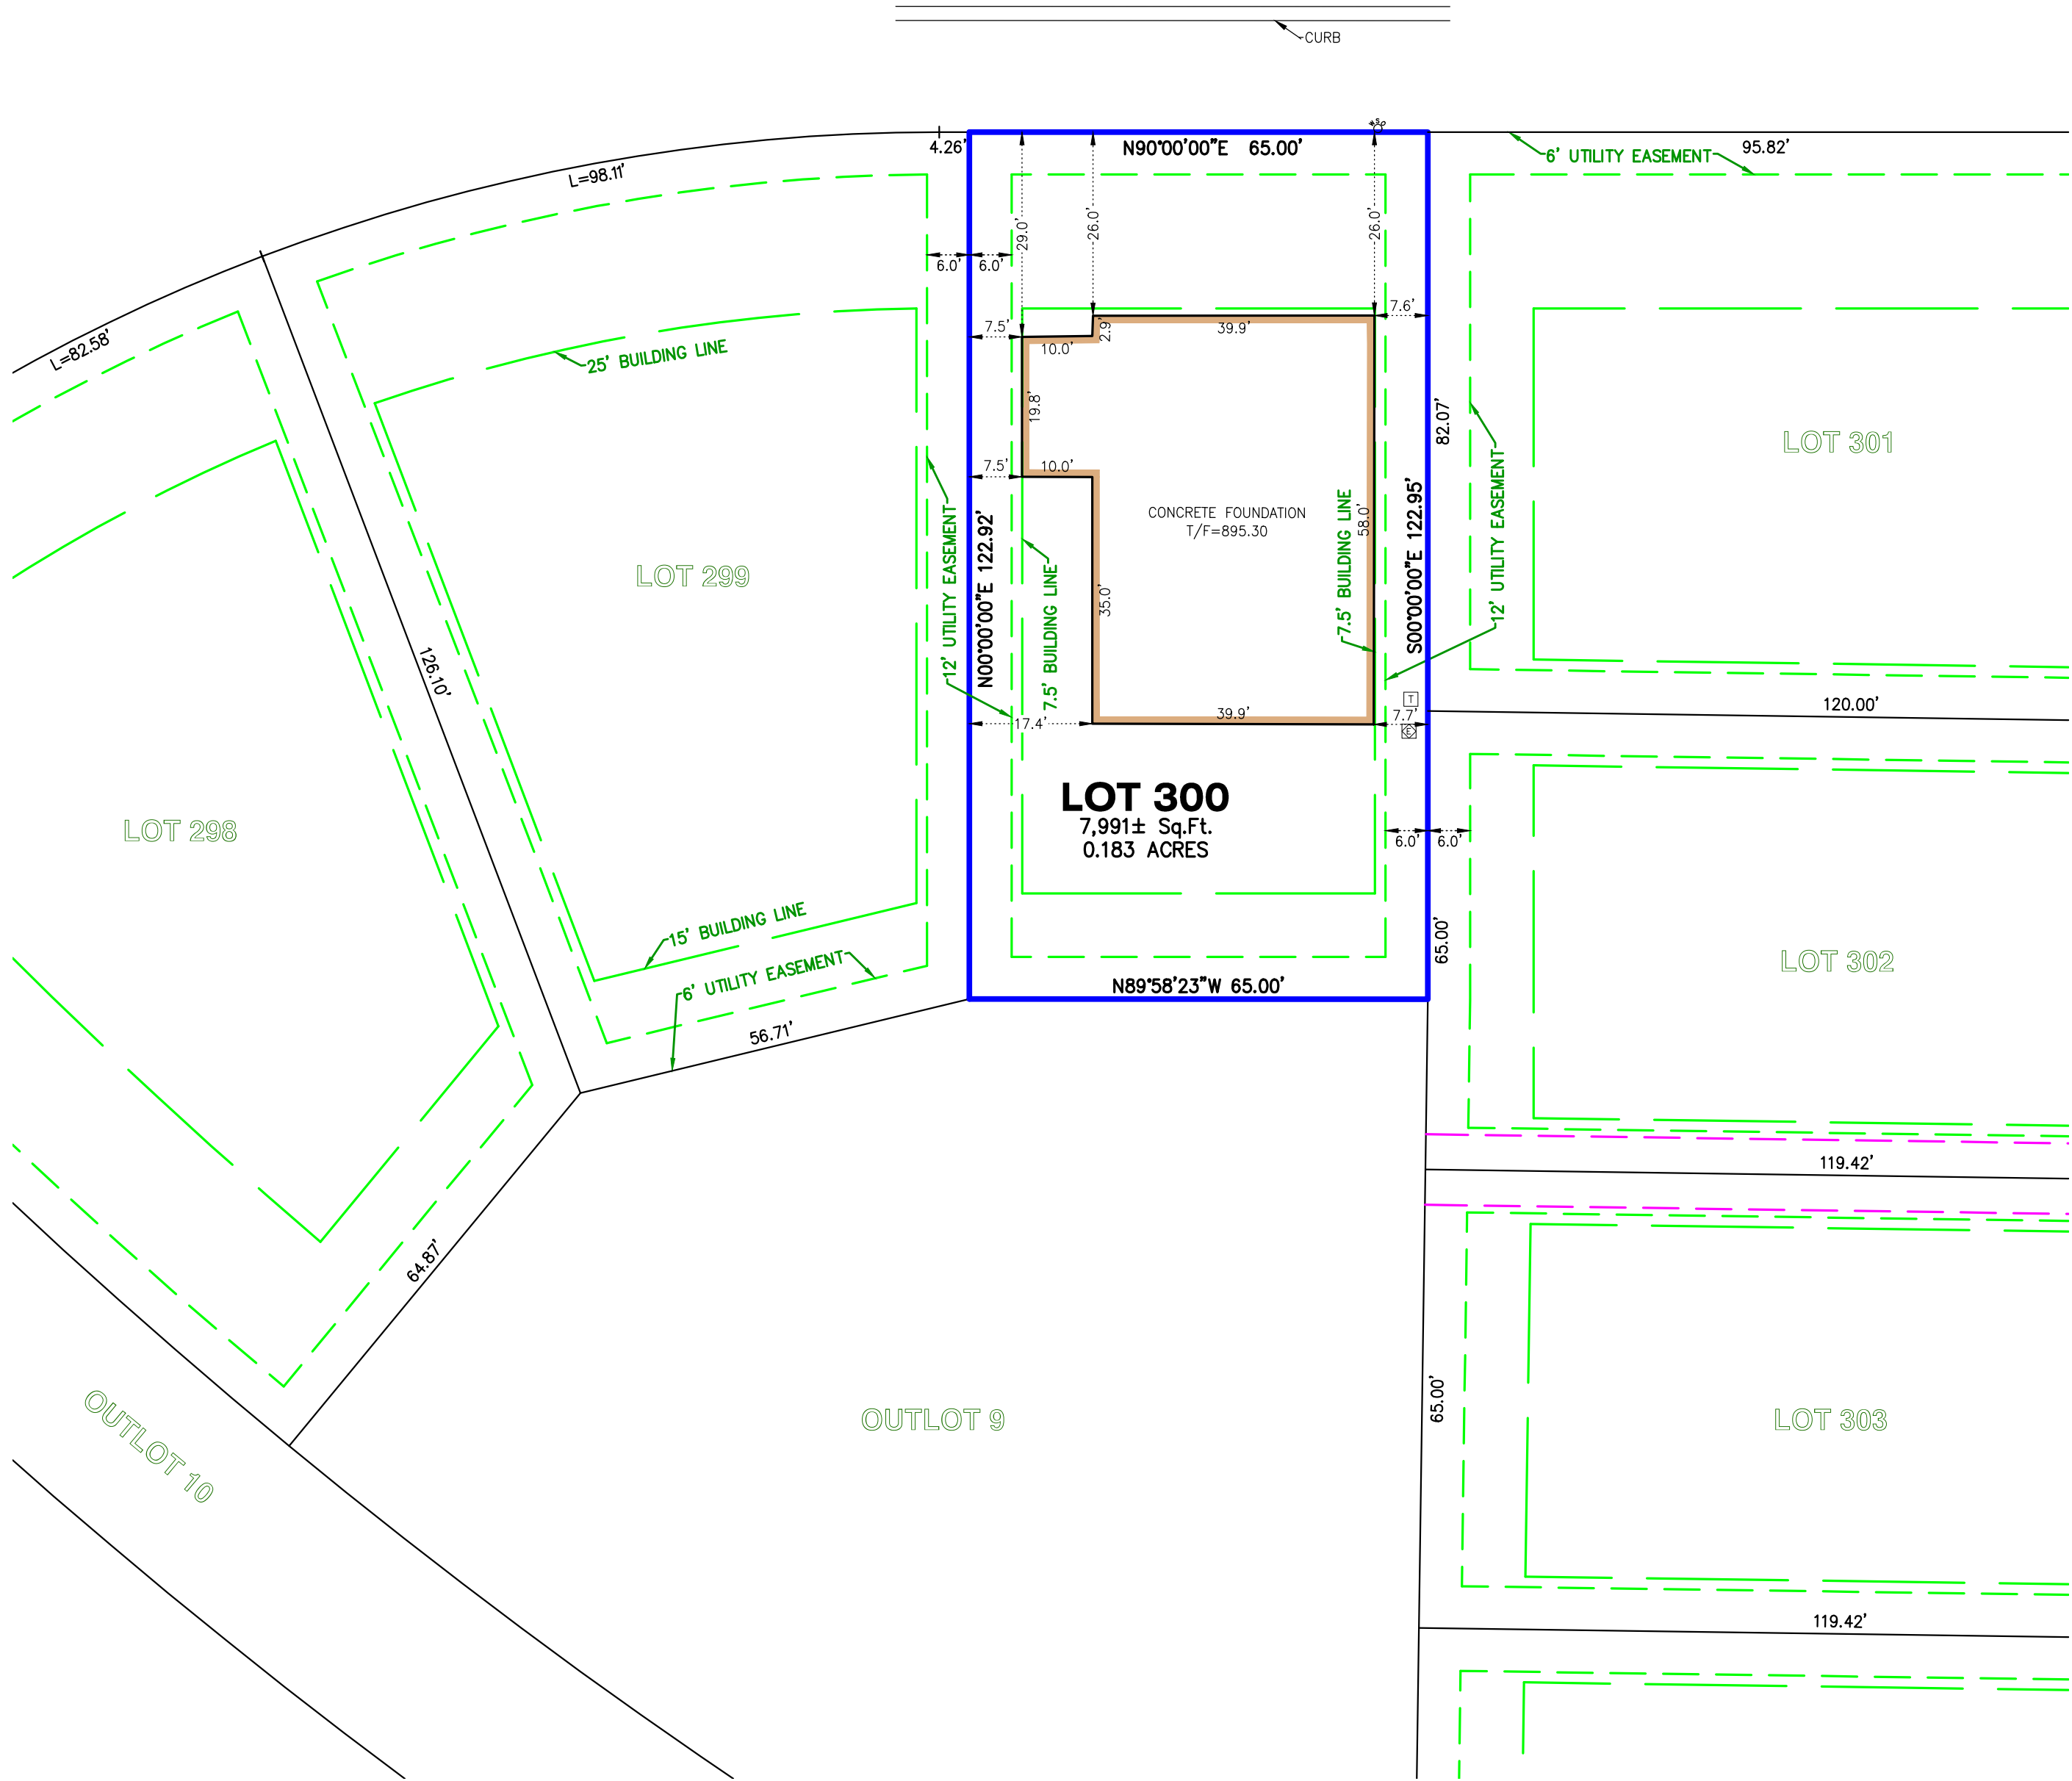 CURB
4.26'
N90°00'00"E 65.00'
6' UTILITY EASEMENT
95.82'
L=98.11'
29.0'
26.0'
26.0'
6.0'
6.0'
7.6'
7.5'
2.9'
39.9'
10.0'
L=82.58'
25' BUILDING LINE
19.8'
82.07'
LOT 301
7.5'
10.0'
CONCRETE FOUNDATION
T/F=895.30
58.0'
7.5' BUILDING LINE
S00°00'00"E 122.95'
12' UTILITY EASEMENT
LOT 299
12' UTILITY EASEMENT
N00°00'00"E 122.92'
7.5' BUILDING LINE
35.0'
126.10'
T
120.00'
17.4'
39.9'
7.7'
E
LOT 300
7,991± Sq.Ft.
0.183 ACRES
LOT 298
6.0'
6.0'
15' BUILDING LINE
65.00'
LOT 302
6' UTILITY EASEMENT
N89°58'23"W 65.00'
56.71'
119.42'
64.87'
65.00'
OUTLOT 10
OUTLOT 9
LOT 303
119.42'